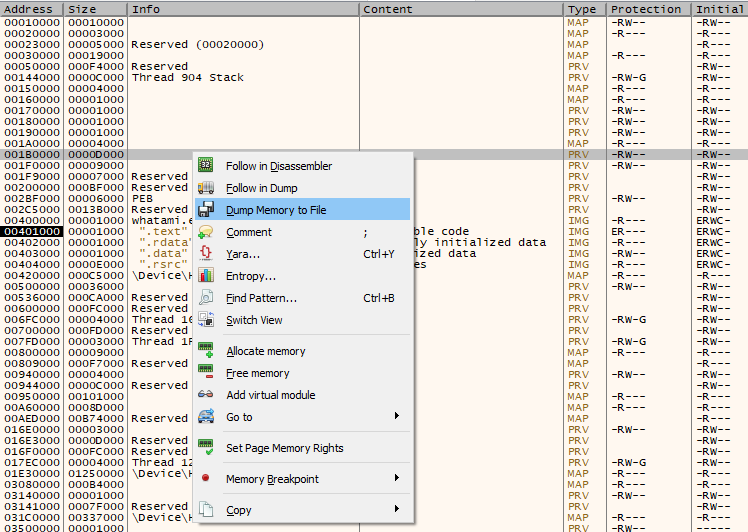 Address Size Info Content Type Protection Initial
00010000 00010000 MAP -RW-- -RW--
00020000 00003000 MAP -R--- -R---
00023000 00005000 Reserved (00020000) MAP -R---
00030000 00019000 MAP -R--- -R---
00050000 000F4000 Reserved PRV -RW--
00144000 0000C000 Thread 904 Stack PRV -RW-G -RW--
00150000 00004000 MAP -R--- -R---
00160000 00001000 MAP -R--- -R---
00170000 00001000 PRV -RW-- -RW--
00180000 00001000 PRV -RW-- -RW--
00190000 00001000 PRV -RW-- -RW--
001A0000 00004000 MAP -R--- -R---
001B0000 0000D000 PRV -RW-- -RW--
001F0000 00009000 PRV -RW-- -RW--
001F9000 00007000 Reserved PRV -RW--
00200000 000BF000 Reserved PRV -RW--
002BF000 00006000 PEB PRV -RW-- -RW--
002C5000 0013B000 Reserved PRV -RW--
00400000 00001000 whatami.e IMG -R--- ERWC-
00401000 00001000 ".text" ble code IMG ER--- ERWC-
00402000 00001000 ".rdata" ly initialized data IMG -R--- ERWC-
00403000 00001000 ".data" ized data IMG -RW-- ERWC-
00404000 0000E000 ".rsrc" es IMG -R--- ERWC-
00420000 000C5000 \Device\H MAP -R--- -R---
00500000 00036000 PRV -RW-- -RW--
00536000 000CA000 Reserved PRV -RW--
00600000 000FC000 Reserved PRV -RW--
006FC000 00004000 Thread 16 PRV -RW-G -RW--
00700000 000FD000 Reserved PRV -RW--
007FD000 00003000 Thread 1F PRV -RW-G -RW--
00800000 00009000 MAP -R--- -R---
00809000 000F7000 Reserved MAP -R---
00940000 00004000 PRV -RW-- -RW--
00944000 0000C000 Reserved PRV -RW--
00950000 00101000 MAP -R--- -R---
00A60000 0008D000 MAP -R--- -R---
00AED000 00B74000 Reserved MAP -R---
016E0000 00003000 PRV -RW-- -RW--
016E3000 0000D000 Reserved PRV -RW--
016F0000 000FC000 Reserved PRV -RW--
017EC000 00004000 Thread 12 PRV -RW-G -RW--
01E30000 01250000 \Device\H MAP -R--- -R---
03080000 000B4000 MAP -R--- -R---
03140000 00001000 PRV -RW-- -RW--
03141000 0007F000 Reserved PRV -RW--
031C0000 00337000 \Device\H MAP -R--- -R---
Follow in Disassembler
Follow in Dump
Dump Memory to File
Comment ;
Yara... Ctrl+Y
Entropy...
Find Pattern... Ctrl+B
Switch View
Allocate memory
Free memory
Add virtual module
Go to
Set Page Memory Rights
Memory Breakpoint
Copy